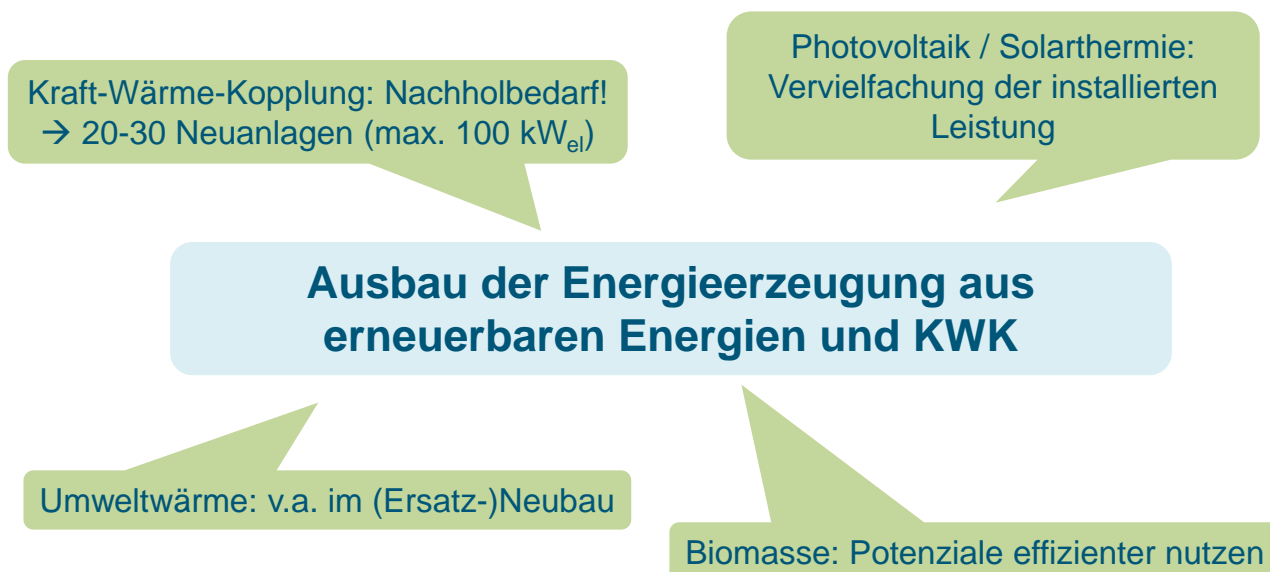 Kraft-Wärme-Kopplung: Nachholbedarf!
→ 20-30 Neuanlagen (max. 100 kWel)
Photovoltaik / Solarthermie:
Vervielfachung der installierten
Leistung
Ausbau der Energieerzeugung aus
erneuerbaren Energien und KWK
Umweltwärme: v.a. im (Ersatz-)Neubau
Biomasse: Potenziale effizienter nutzen